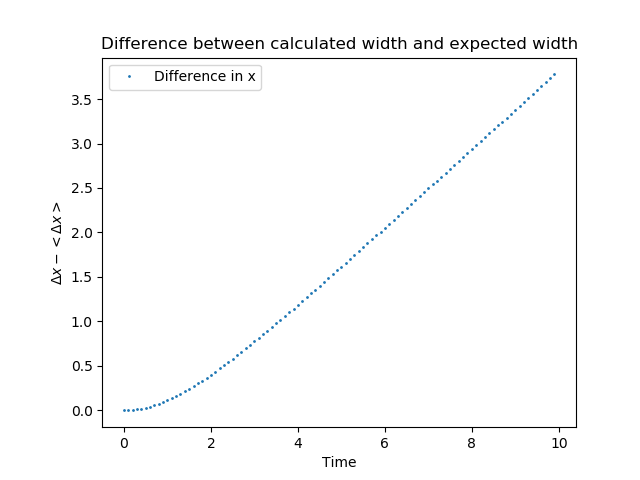 Difference between calculated width and expected width
Difference in x
Δx − < Δx >
3.5
3.0
2.5
2.0
1.5
1.0
0.5
0.0
0 2 4 6 8 10
Time